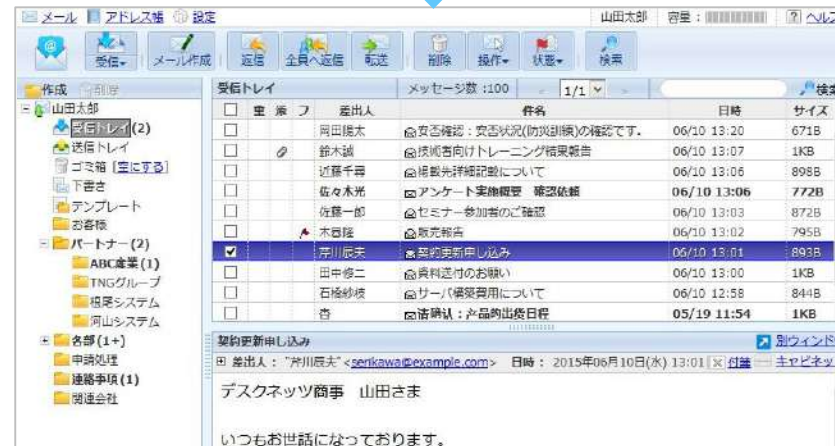 メール アドレス帳 設定 山田太郎 容量: ? ヘルプ
受信 メール作成 返信 全員へ返信 転送 削除 操作 状態 検索
作成 削除
受信トレイ メッセージ数 :100 1/1 検索
山田太郎
受信トレイ(2)
送信トレイ
ゴミ箱 [空にする]
下書き
テンプレート
お客様
パートナー(2)
ABC産業(1)
TNGグループ
相尾システム
河山システム
各部(1+)
申請処理
連絡事項(1)
関連会社
重 添 フ 差出人 件名 日時 サイズ
岡田陽太 安否確認:安否状況(防災訓練)の確認です。 06/10 13:20 671B
鈴木誠 技術者向けトレーニング結果報告 06/10 13:07 1KB
近藤千尋 掲載先詳細記載について 06/10 13:06 898B
佐々木光 アンケート実施概要 確認依頼 06/10 13:06 772B
佐藤一郎 セミナー参加者のご確認 06/10 13:03 872B
木暮隆 販売報告 06/10 13:02 795B
芹川辰夫 契約更新申し込み 06/10 13:01 893B
田中修二 資料送付のお願い 06/10 13:00 1KB
石橋紗枝 サーバ構築費用について 06/10 12:58 844B
杏 请确认:产品的出货日程 05/19 11:54 1KB
契約更新申し込み 別ウィンド
差出人: "芹川辰夫" <serikawa@example.com> 日時: 2015年06月10日(水) 13:01 付箋 キャビネッ
デスクネッツ商事 山田さま
いつもお世話になっております。